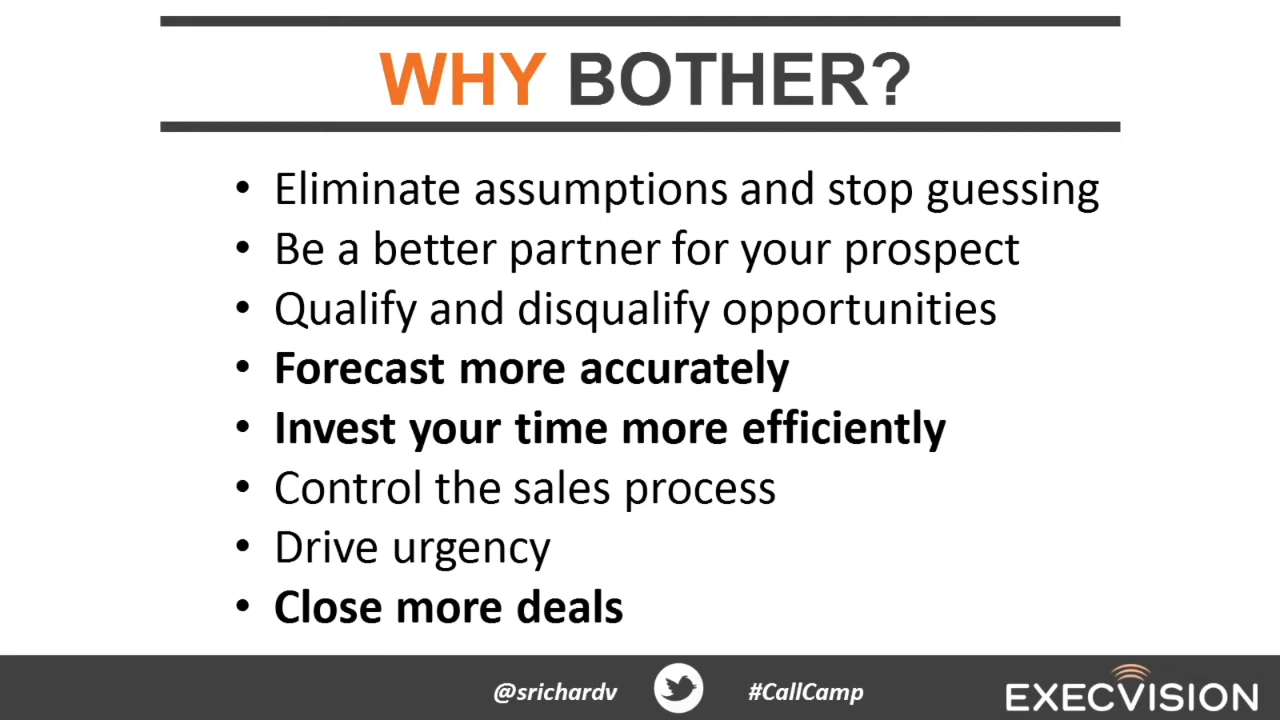 WHY BOTHER?
• Eliminate assumptions and stop guessing
• Be a better partner for your prospect
• Qualify and disqualify opportunities
• Forecast more accurately
• Invest your time more efficiently
• Control the sales process
• Drive urgency
• Close more deals
@srichardv #CallCamp EXECVISION